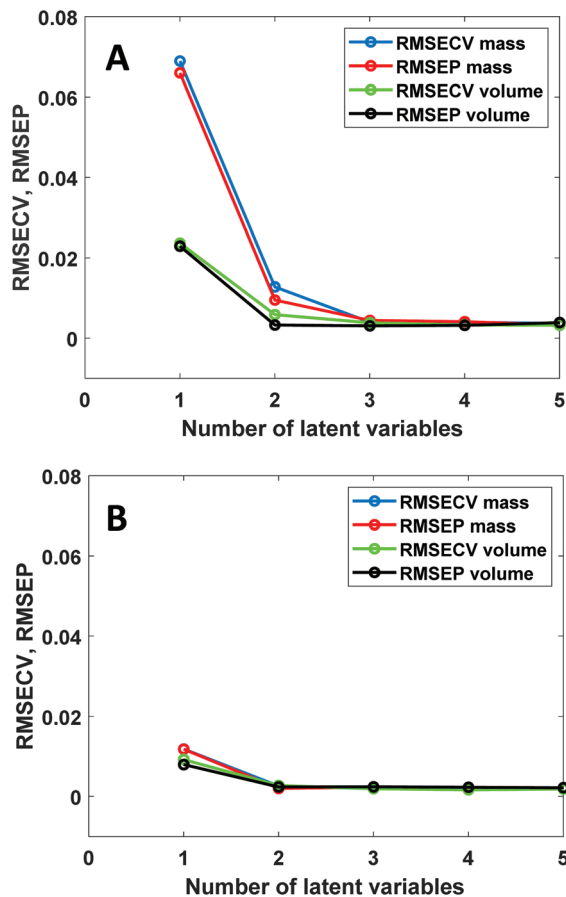 A
RMSECV mass
RMSEP mass
RMSECV volume
RMSEP volume
RMSECV, RMSEP
0.08
0.06
0.04
0.02
0
0 1 2 3 4 5
Number of latent variables
B
RMSECV mass
RMSEP mass
RMSECV volume
RMSEP volume
RMSECV, RMSEP
0.08
0.06
0.04
0.02
0
0 1 2 3 4 5
Number of latent variables